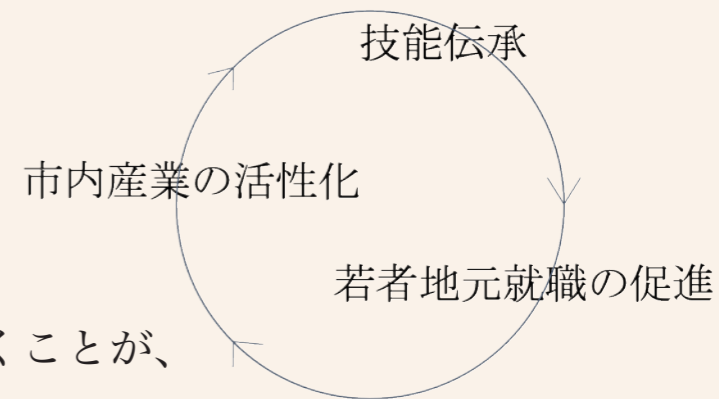 技能伝承
市内産業の活性化
若者地元就職の促進
くことが、